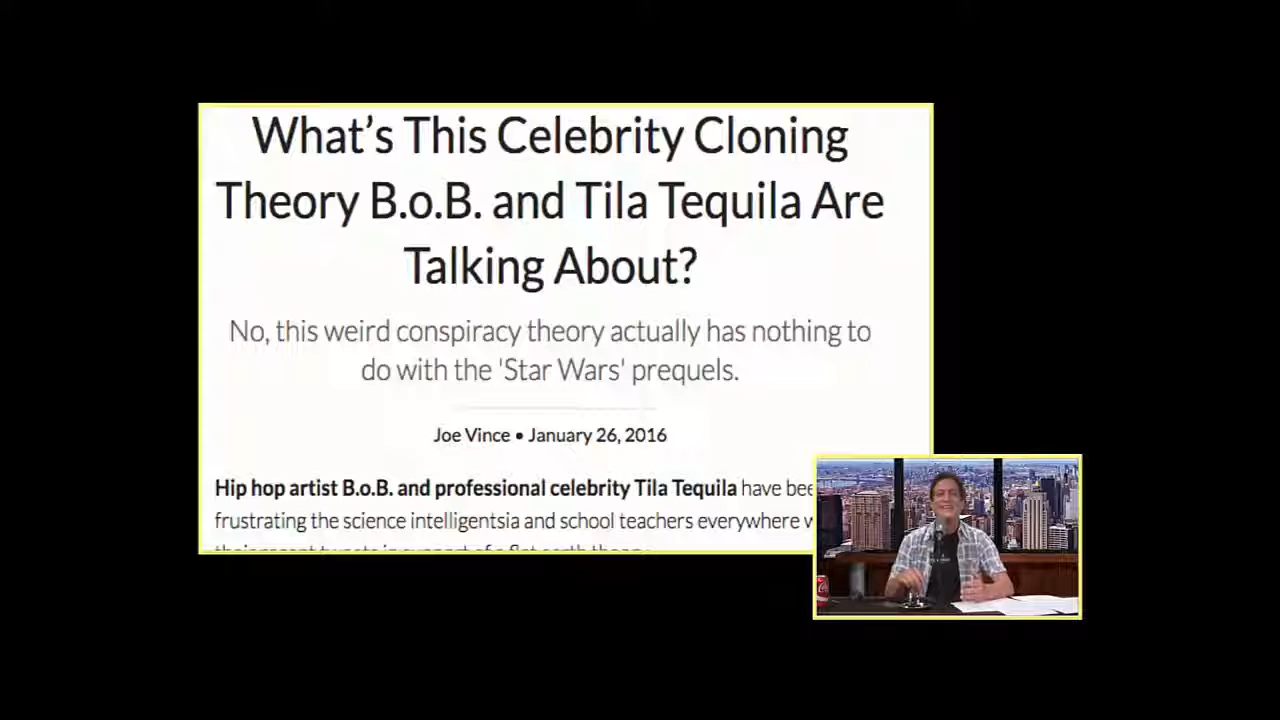 What's This Celebrity Cloning
Theory B.o.B. and Tila Tequila Are
Talking About?
No, this weird conspiracy theory actually has nothing to
do with the 'Star Wars' prequels.
Joe Vince • January 26, 2016
Hip hop artist B.o.B. and professional celebrity Tila Tequila have
frustrating the science intelligentsia and school teachers everywhere